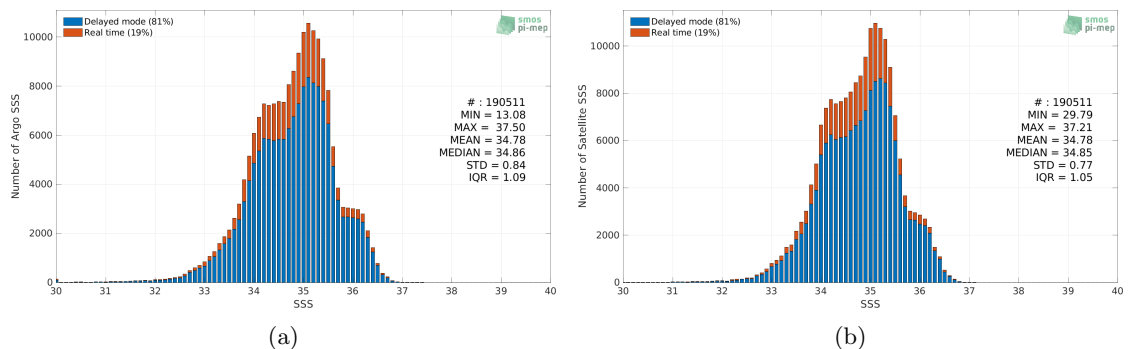 Delayed mode (81%)
Real time (19%)
smos
pi-mep
Number of Argo SSS
10000
8000
6000
4000
2000
0
# : 190511
MIN = 13.08
MAX = 37.50
MEAN = 34.78
MEDIAN = 34.86
STD = 0.84
IQR = 1.09
30 31 32 33 34 35 36 37 38 39 40
SSS
(a)
Delayed mode (81%)
Real time (19%)
smos
pi-mep
Number of Satellite SSS
10000
8000
6000
4000
2000
0
# : 190511
MIN = 29.79
MAX = 37.21
MEAN = 34.78
MEDIAN = 34.85
STD = 0.77
IQR = 1.05
30 31 32 33 34 35 36 37 38 39 40
SSS
(b)